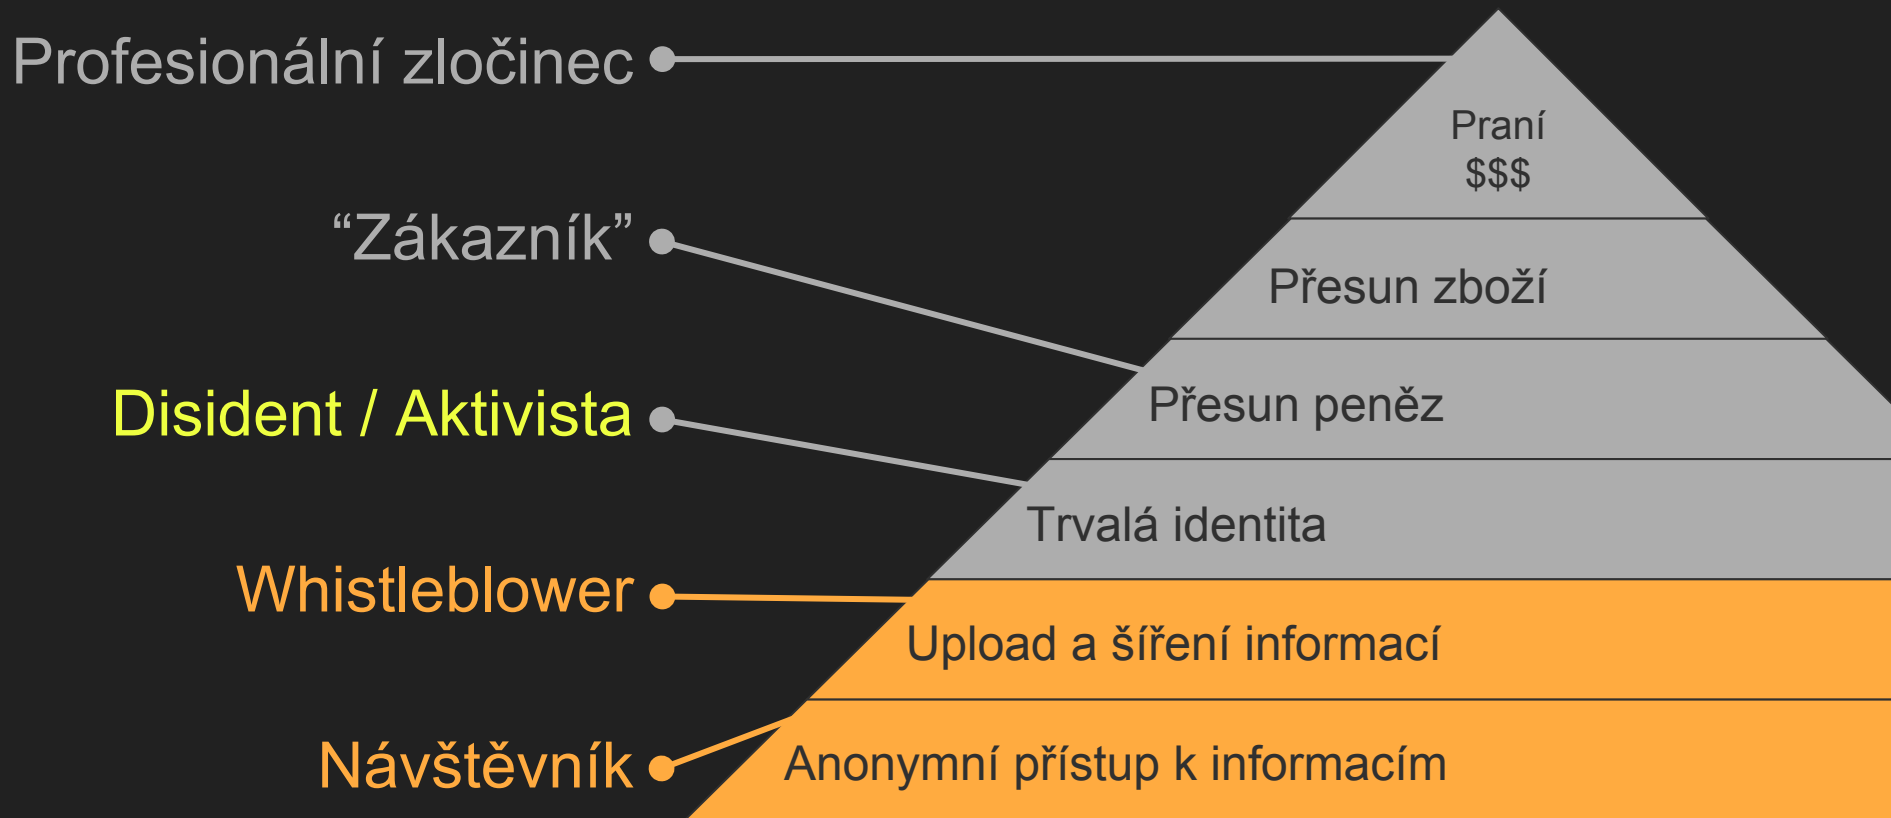 Profesionální zločinec
Praní
$$$
“Zákazník”
Přesun zboží
Disident / Aktivista
Přesun peněz
Trvalá identita
Whistleblower
Upload a šíření informací
Návštěvník
Anonymní přístup k informacím